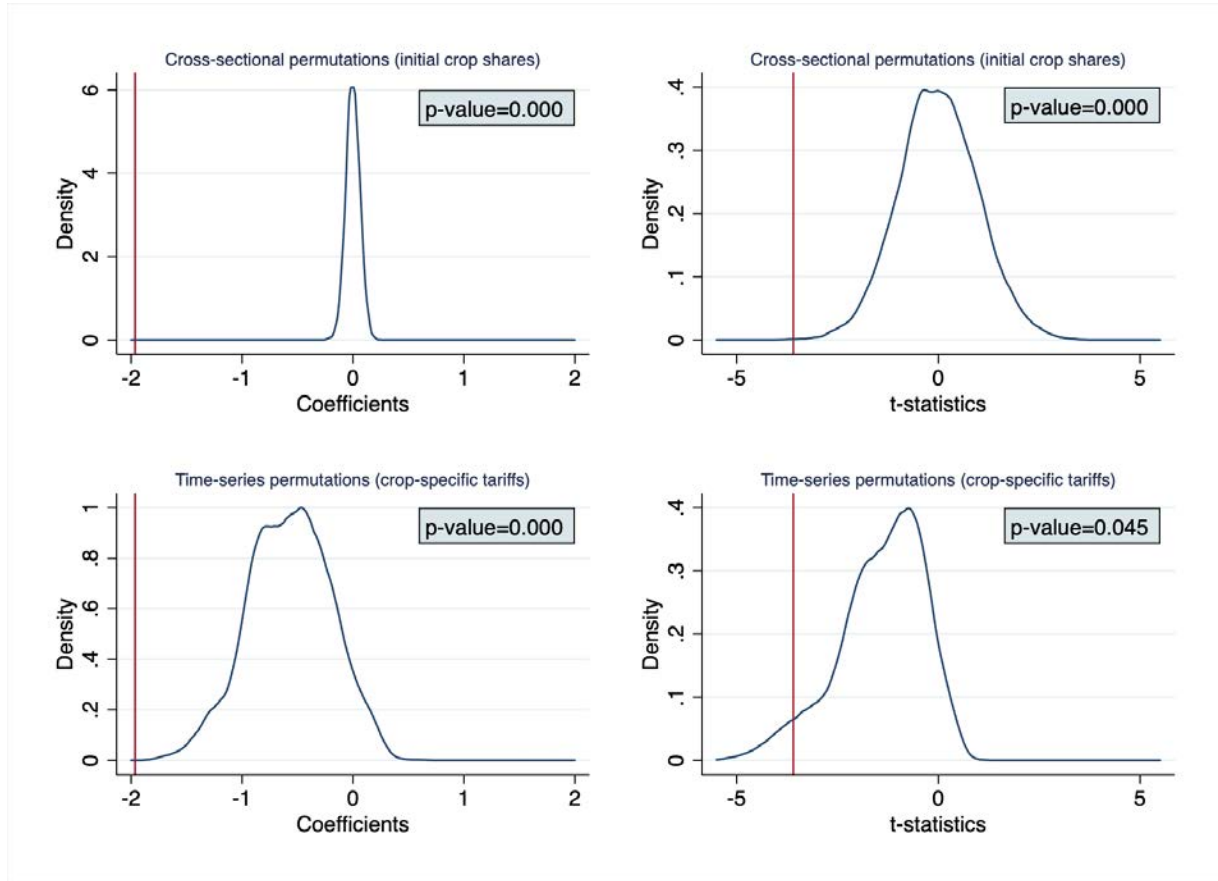 Cross-sectional permutations (initial crop shares)
p-value=0.000
6
4
2
0
Density
-2
-1
0
1
2
Coefficients
Cross-sectional permutations (initial crop shares)
p-value=0.000
.4
.3
.2
.1
0
Density
-5
0
5
t-statistics
Time-series permutations (crop-specific tariffs)
p-value=0.000
1
.8
.6
.4
.2
0
Density
-2
-1
0
1
2
Coefficients
Time-series permutations (crop-specific tariffs)
p-value=0.045
.4
.3
.2
.1
0
Density
-5
0
5
t-statistics